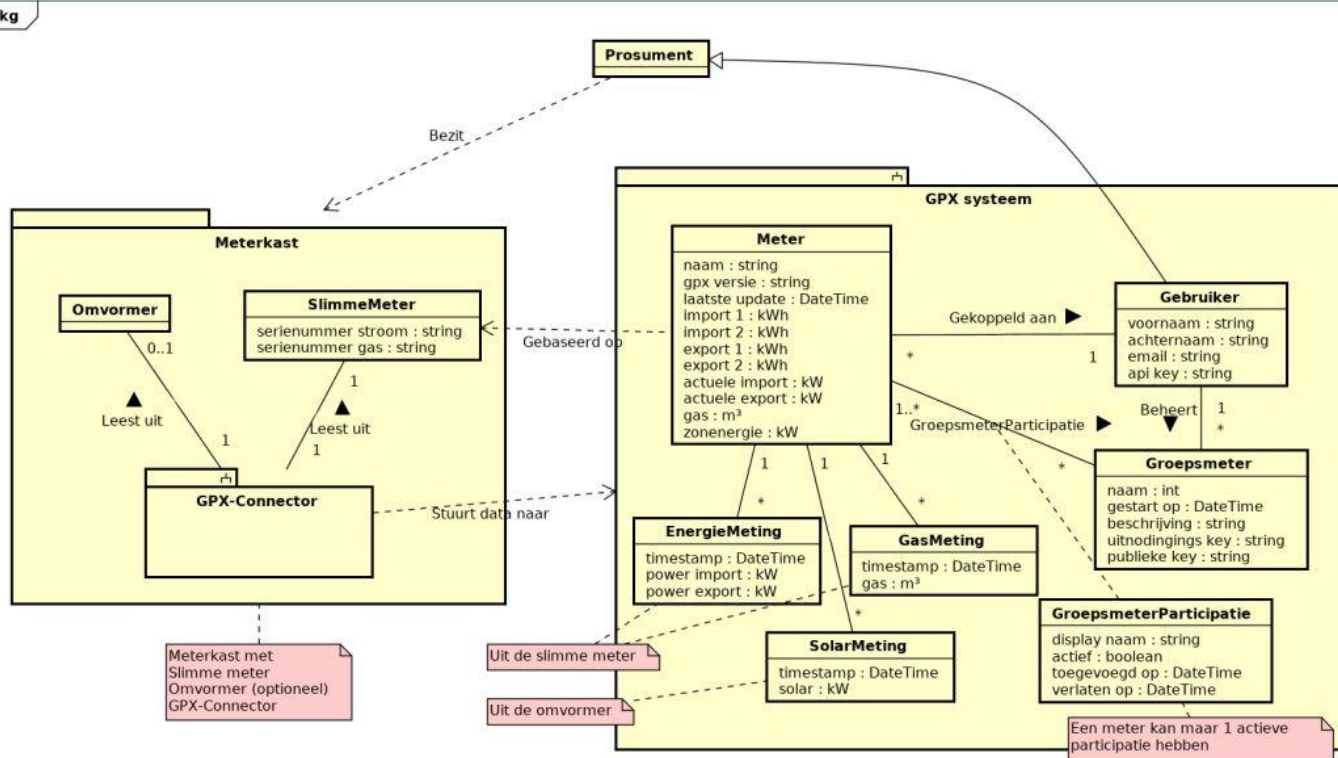 kg
Prosument
Bezit
GPX systeem
Meterkast
Omvormer
SlimmeMeter
serienummer stroom : string
serienummer gas : string
0..1
1
Leest uit
Leest uit
1
1
GPX-Connector
Gebaseerd op
Stuurt data naar
Meter
naam : string
gpx versie : string
laatste update : DateTime
import 1 : kWh
import 2 : kWh
export 1 : kWh
export 2 : kWh
actuele import : kW
actuele export : kW
gas : m³
zonenergie : kW
Gekoppeld aan
*
1
Gebruiker
voornaam : string
achternaam : string
email : string
api key : string
Beheert
1
*
1..*
GroepsmeterParticipatie
*
Groepsmeter
naam : int
gestart op : DateTime
beschrijving : string
uitnodingings key : string
publieke key : string
1
1
1
*
*
*
EnergieMeting
timestamp : DateTime
power import : kW
power export : kW
GasMeting
timestamp : DateTime
gas : m³
SolarMeting
timestamp : DateTime
solar : kW
GroepsmeterParticipatie
display naam : string
actief : boolean
toegevoegd op : DateTime
verlaten op : DateTime
Meterkast met
Slimme meter
Omvormer (optioneel)
GPX-Connector
Uit de slimme meter
Uit de omvormer
Een meter kan maar 1 actieve
participatie hebben